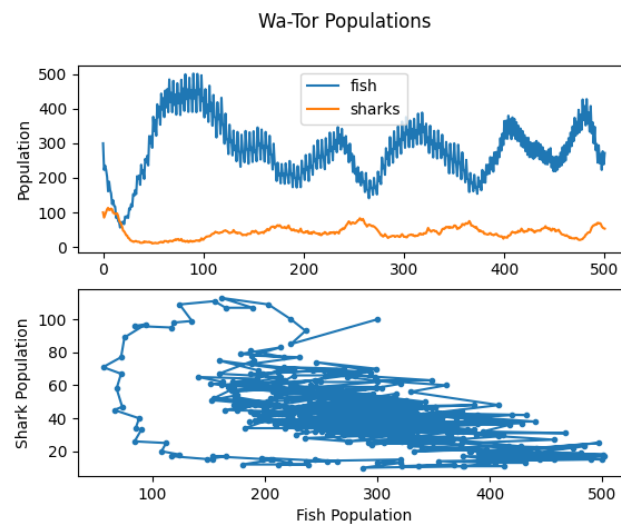 Wa-Tor Populations
Population
500
400
300
200
100
0
fish
sharks
0 100 200 300 400 500
Shark Population
100
80
60
40
20
100 200 300 400 500
Fish Population